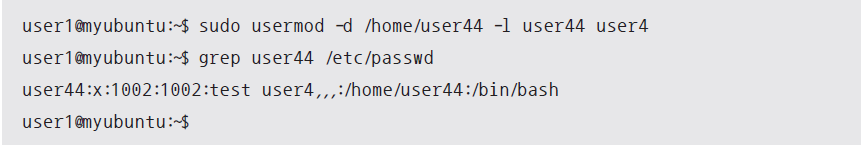 user1@myubuntu:~$ sudo usermod -d /home/user44 -l user44 user4
user1@myubuntu:~$ grep user44 /etc/passwd
user44:x:1002:1002:test user4,,,:/home/user44:/bin/bash
user1@myubuntu:~$